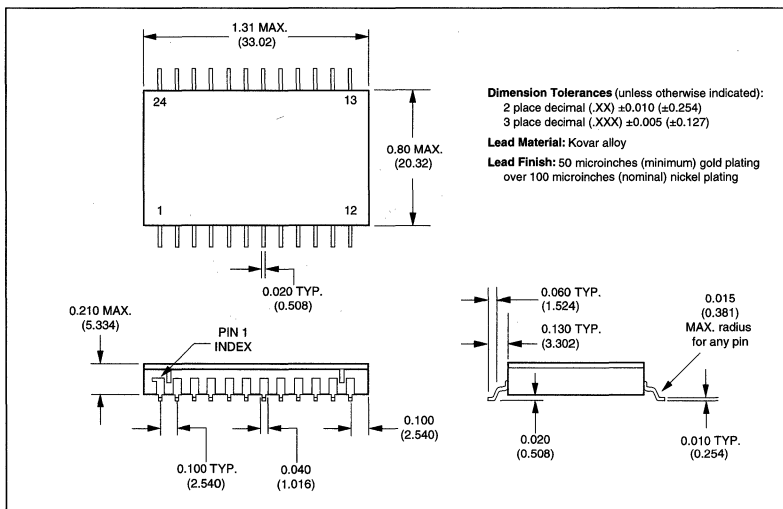 1.31 MAX.
(33.02)
24
13
0.80 MAX.
(20.32)
1
12
Dimension Tolerances (unless otherwise indicated):
2 place decimal (.XX) ±0.010 (±0.254)
3 place decimal (.XXX) ±0.005 (±0.127)
Lead Material: Kovar alloy
Lead Finish: 50 microinches (minimum) gold plating
over 100 microinches (nominal) nickel plating
0.020 TYP.
(0.508)
0.210 MAX.
(5.334)
PIN 1
INDEX
0.100 TYP.
(2.540)
0.040
(1.016)
0.100
(2.540)
0.060 TYP.
(1.524)
0.130 TYP.
(3.302)
0.015
(0.381)
MAX. radius
for any pin
0.020
(0.508)
0.010 TYP.
(0.254)